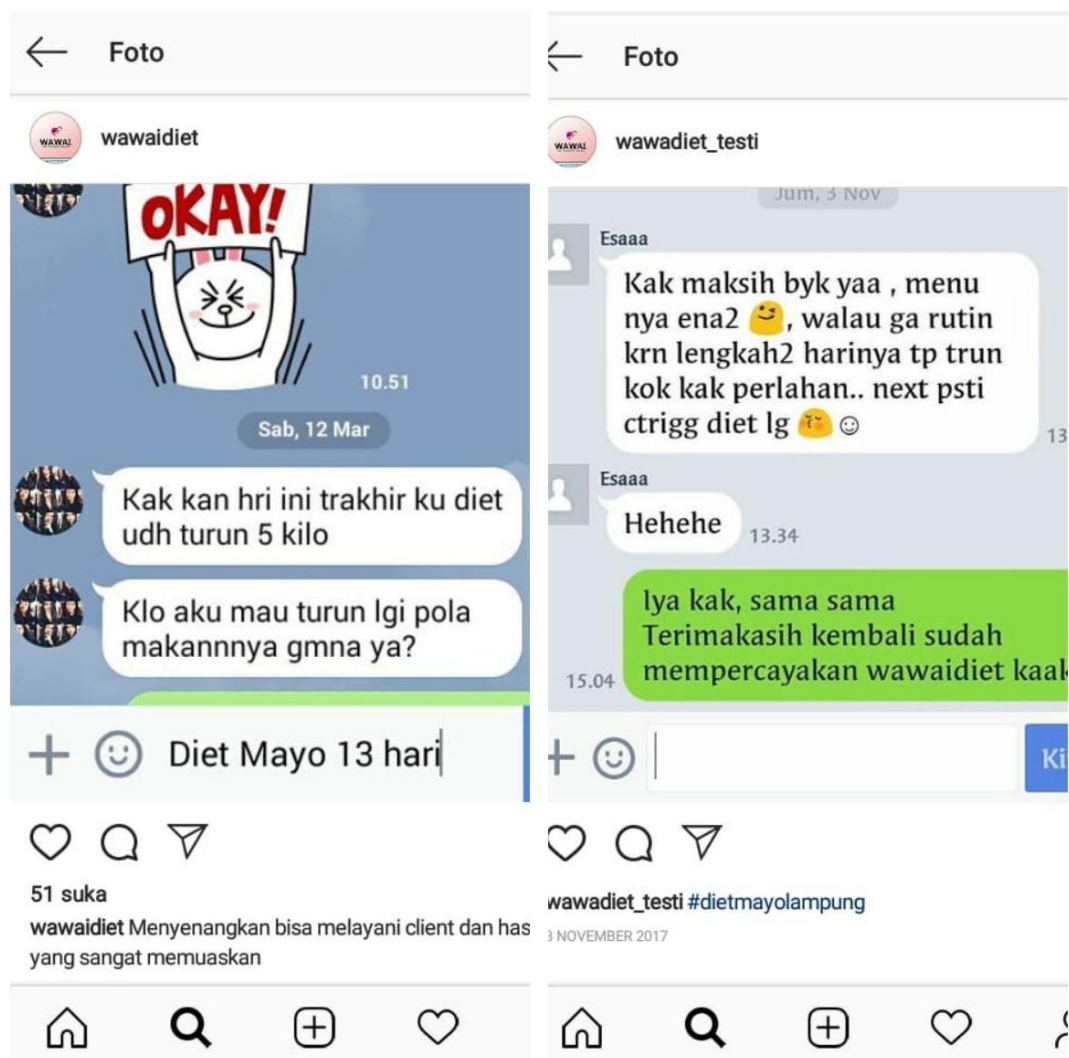 Foto
WAWAI
wawaidiet
OKAY!
10.51
Sab, 12 Mar
Kak kan hri ini trakhir ku diet
udh turun 5 kilo
Klo aku mau turun lgi pola
makannnya gmna ya?
Diet Mayo 13 hari
51 suka
wawaidiet Menyenangkan bisa melayani client dan has
yang sangat memuaskan
Foto
WAWAI
wawadiet_testi
Jum, 3 Nov
Esaaa
Kak maksih byk yaa , menu
nya ena2 😋, walau ga rutin
krn lengkah2 harinya tp trun
kok kak perlahan.. next psti
ctrigg diet lg 😚☺
13
Esaaa
Hehehe
13.34
Iya kak, sama sama
Terimakasih kembali sudah
mempercayakan wawaidiet kaak
15.04
Ki
wawadiet_testi #dietmayolampung
3 NOVEMBER 2017